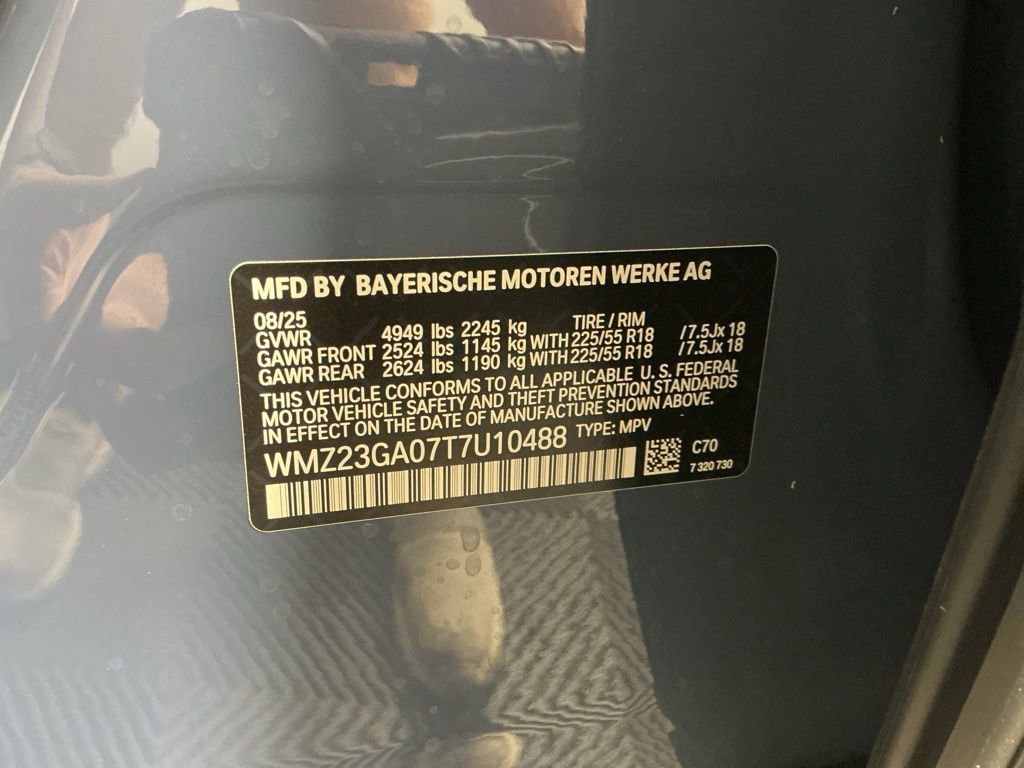 MFD BY BAYERISCHE MOTOREN WERKE AG
08/25 TIRE / RIM
GVWR 4949 lbs 2245 kg
GAWR FRONT 2524 lbs 1145 kg WITH 225/55 R18 /7.5Jx 18
GAWR REAR 2624 lbs 1190 kg WITH 225/55 R18 /7.5Jx 18
THIS VEHICLE CONFORMS TO ALL APPLICABLE U. S. FEDERAL
MOTOR VEHICLE SAFETY AND THEFT PREVENTION STANDARDS
IN EFFECT ON THE DATE OF MANUFACTURE SHOWN ABOVE.
WMZ23GA07T7U10488 TYPE: MPV
C70
7 320 730